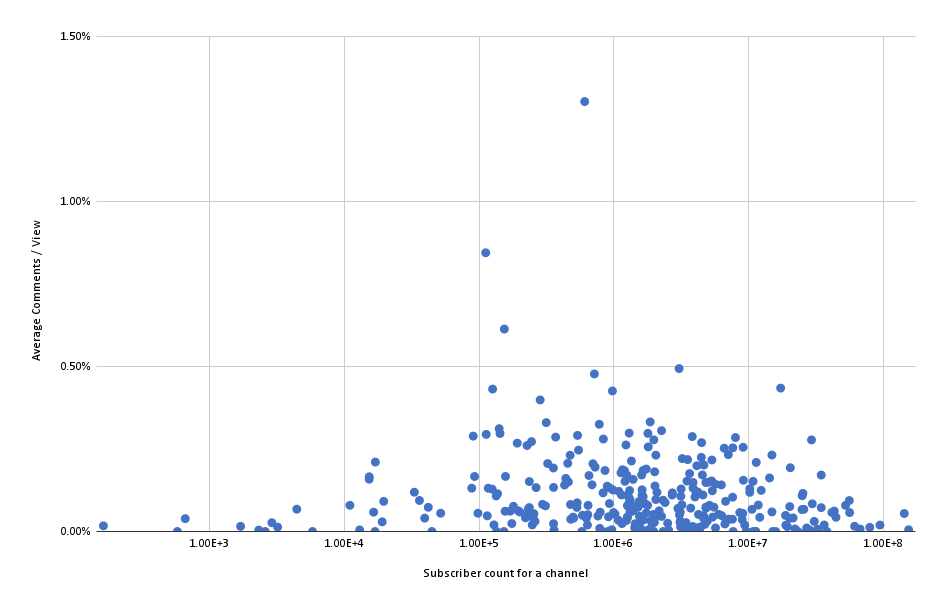 1.50%
1.00%
0.50%
0.00%
Average Comments / View
1.00E+3 1.00E+4 1.00E+5 1.00E+6 1.00E+7 1.00E+8
Subscriber count for a channel